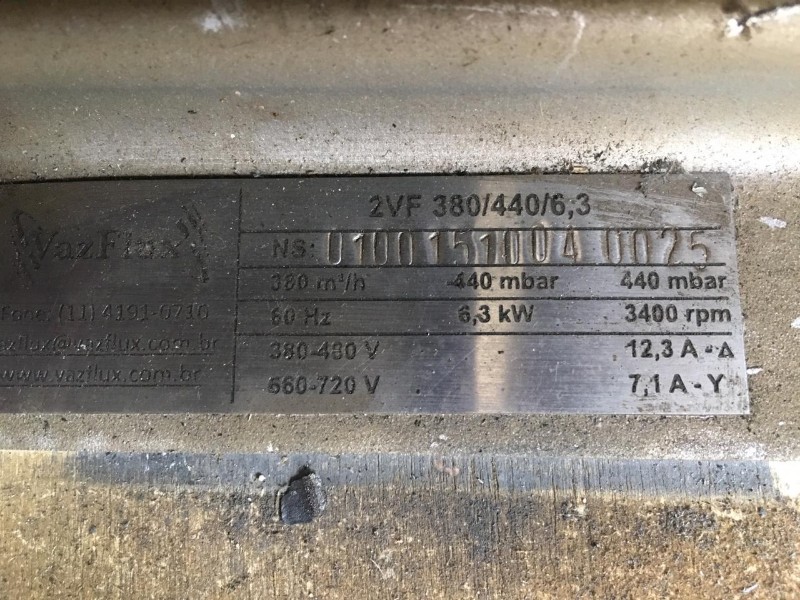 VazFlux
Fone: (11) 4191-0710
vazflux@vazflux.com.br
www.vazflux.com.br
2VF 380/440/6,3
NS: 0100151004 0025
380 m³/h -440 mbar 440 mbar
60 Hz 6,3 kW 3400 rpm
380-480 V 12,3 A - Δ
660-720 V 7,1 A - Y